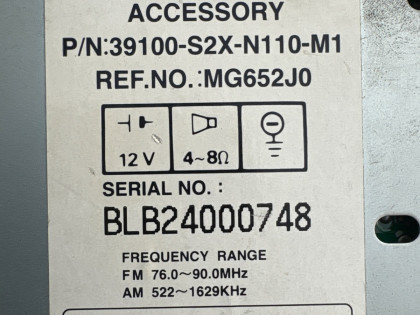 ACCESSORY
P/N:39100-S2X-N110-M1
REF.NO.:MG652J0
12 V 4~8Ω
SERIAL NO. :
BLB24000748
FREQUENCY RANGE
FM 76.0~90.0MHz
AM 522~1629KHz